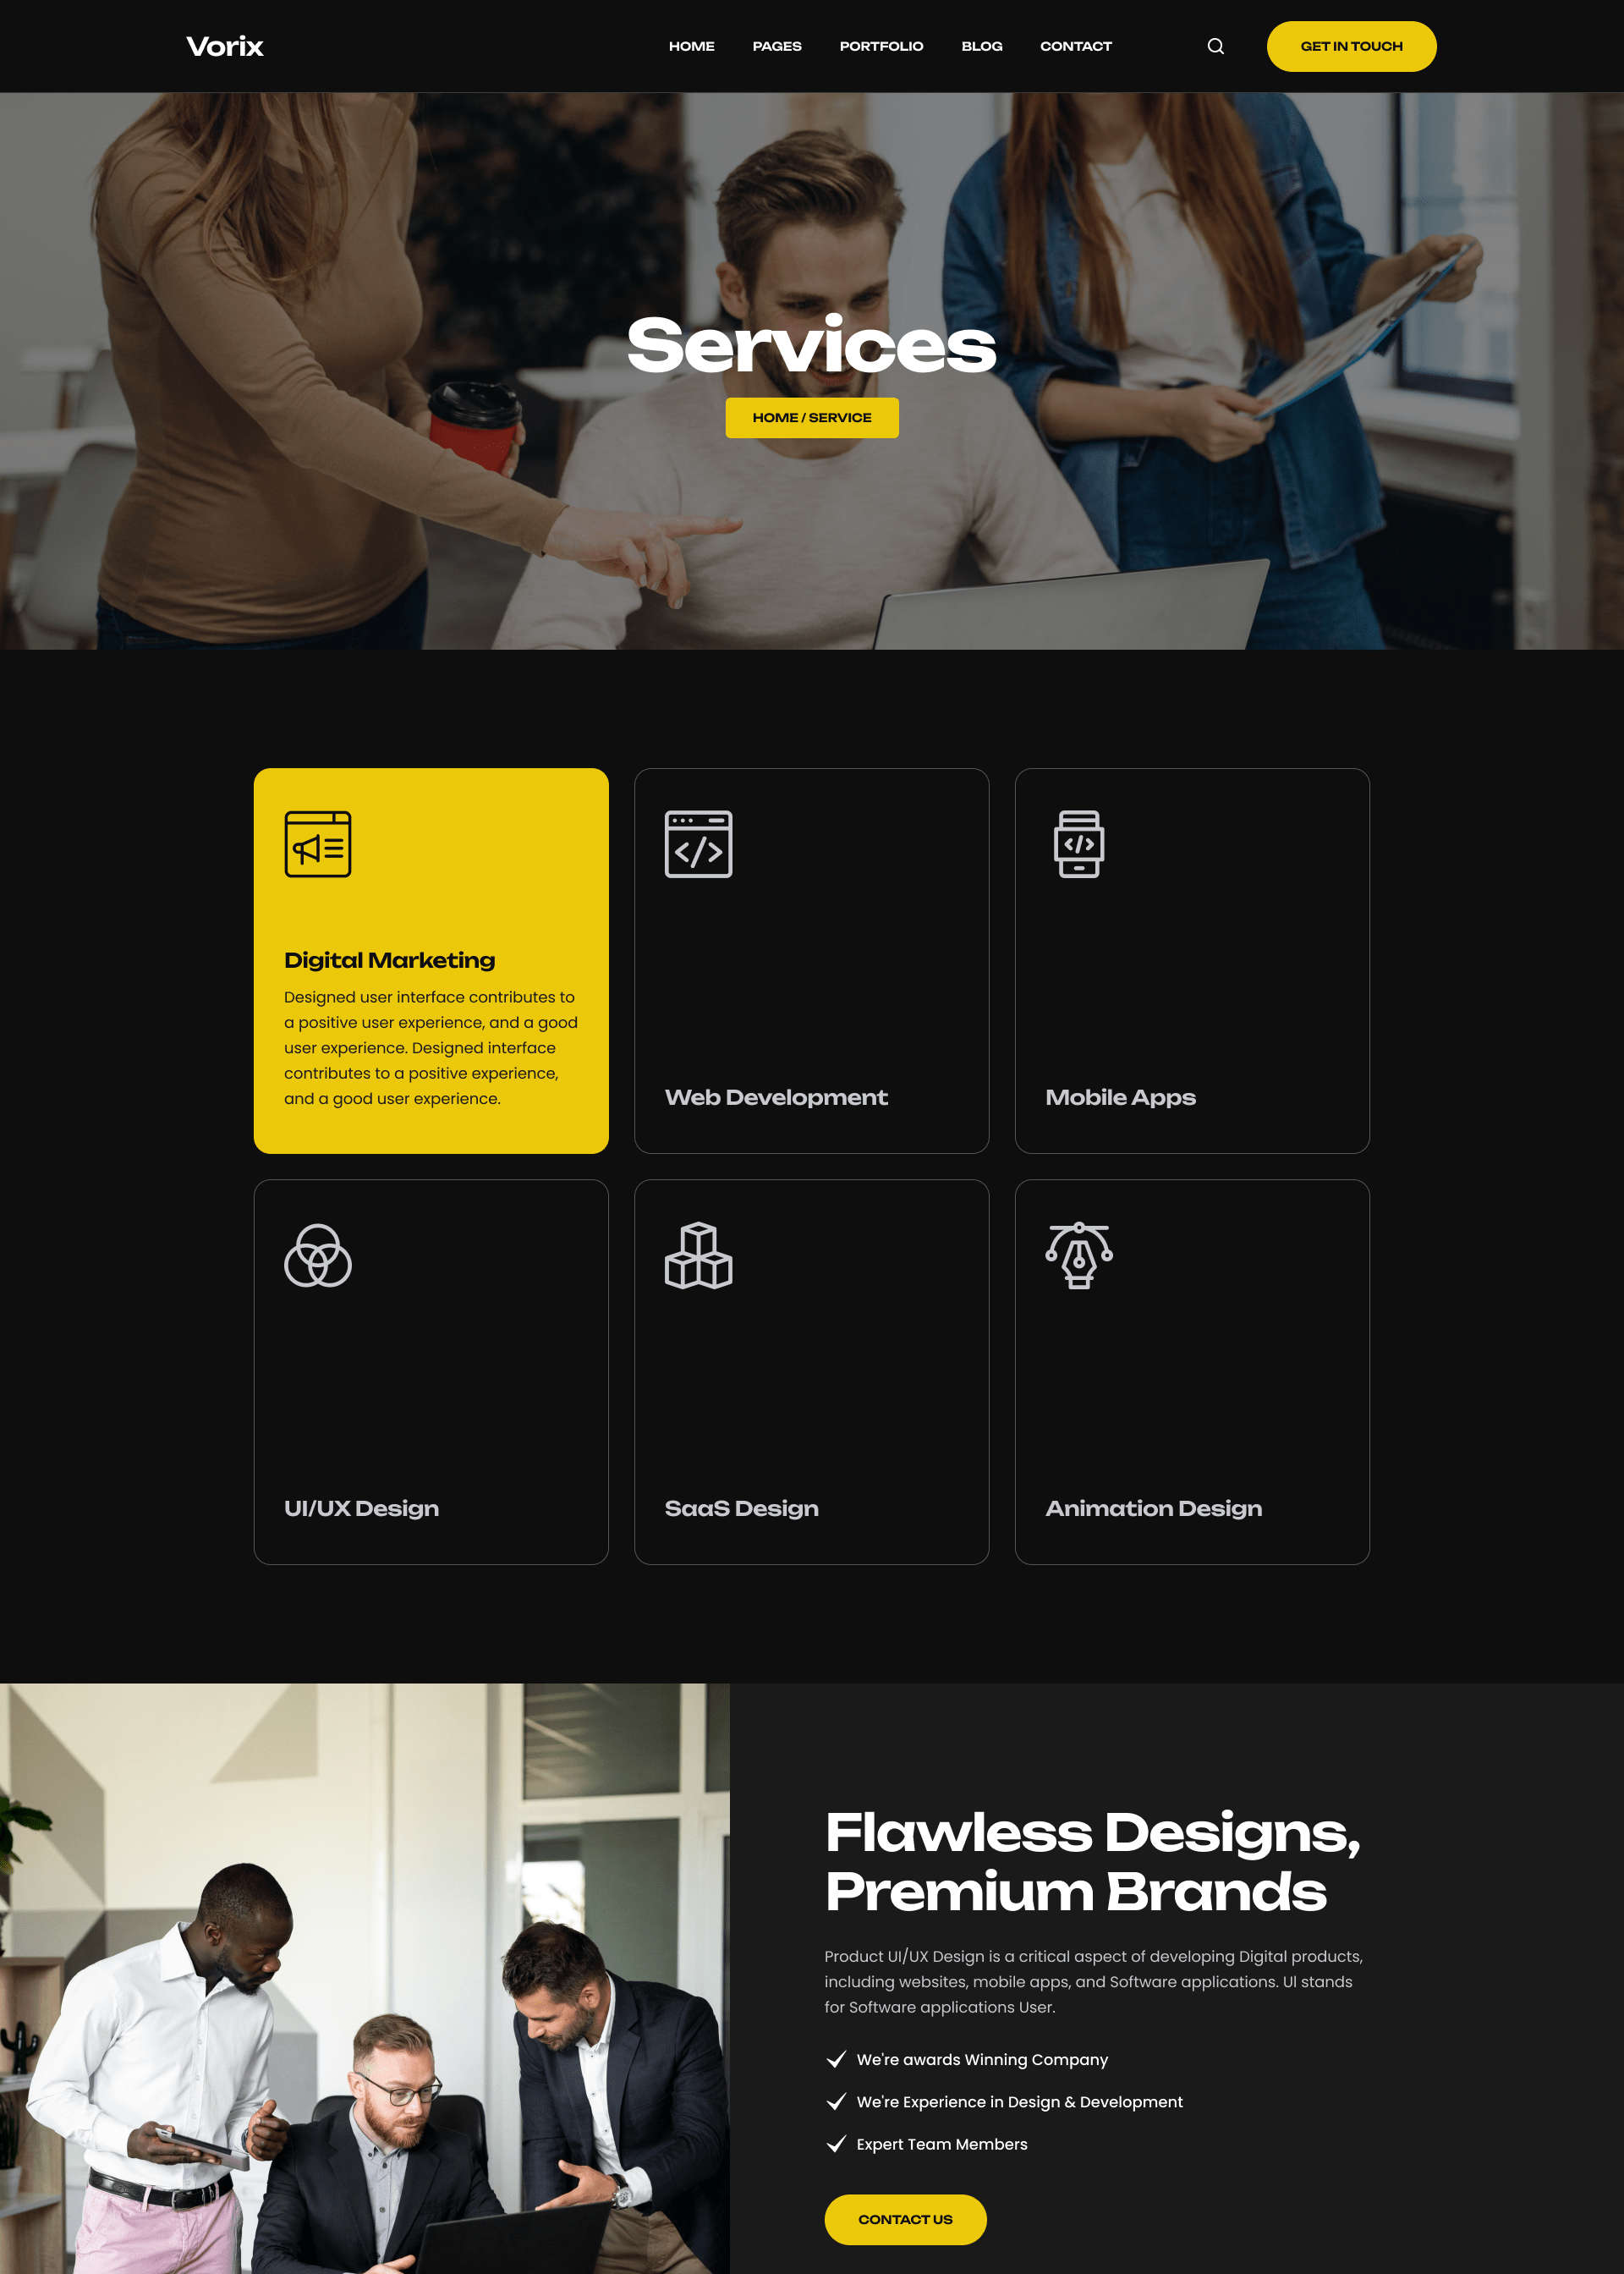 Vorix
HOME PAGES PORTFOLIO BLOG CONTACT
GET IN TOUCH
Services
HOME / SERVICE
Digital Marketing
Designed user interface contributes to
a positive user experience, and a good
user experience. Designed interface
contributes to a positive experience,
and a good user experience.
Web Development
Mobile Apps
UI/UX Design
SaaS Design
Animation Design
Flawless Designs,
Premium Brands
Product UI/UX Design is a critical aspect of developing Digital products,
including websites, mobile apps, and Software applications. UI stands
for Software applications User.
We're awards Winning Company
We're Experience in Design & Development
Expert Team Members
CONTACT US